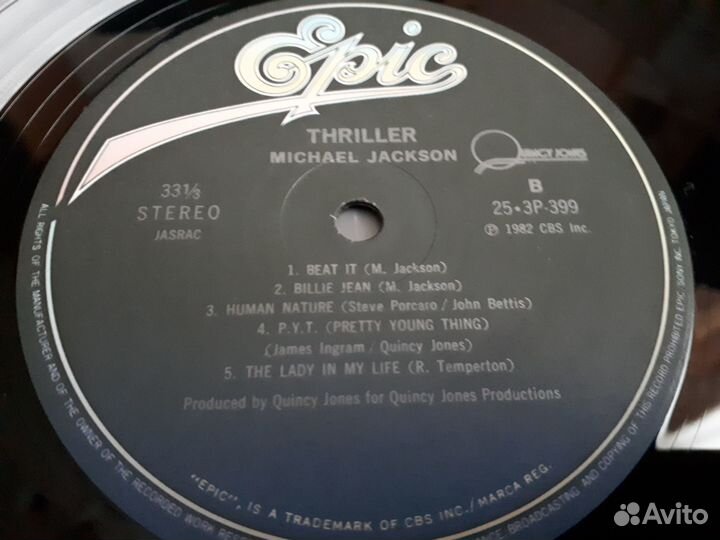 Epic
THRILLER
MICHAEL JACKSON
QUINCY JONES
33⅓
STEREO
JASRAC
B
25•3P-399
Ⓟ 1982 CBS Inc.
1. BEAT IT (M. Jackson)
2. BILLIE JEAN (M. Jackson)
3. HUMAN NATURE (Steve Porcaro / John Bettis)
4. P.Y.T. (PRETTY YOUNG THING)
(James Ingram / Quincy Jones)
5. THE LADY IN MY LIFE (R. Temperton)
Produced by Quincy Jones for Quincy Jones Productions
"EPIC", IS A TRADEMARK OF CBS INC./MARCA REG.
ALL RIGHTS OF THE MANUFACTURER AND OF THE OWNER OF THE RECORDED WORK
BROADCASTING AND COPYING OF THIS RECORD PROHIBITED EPIC SONY INC. TOKYO JAPAN
Avito